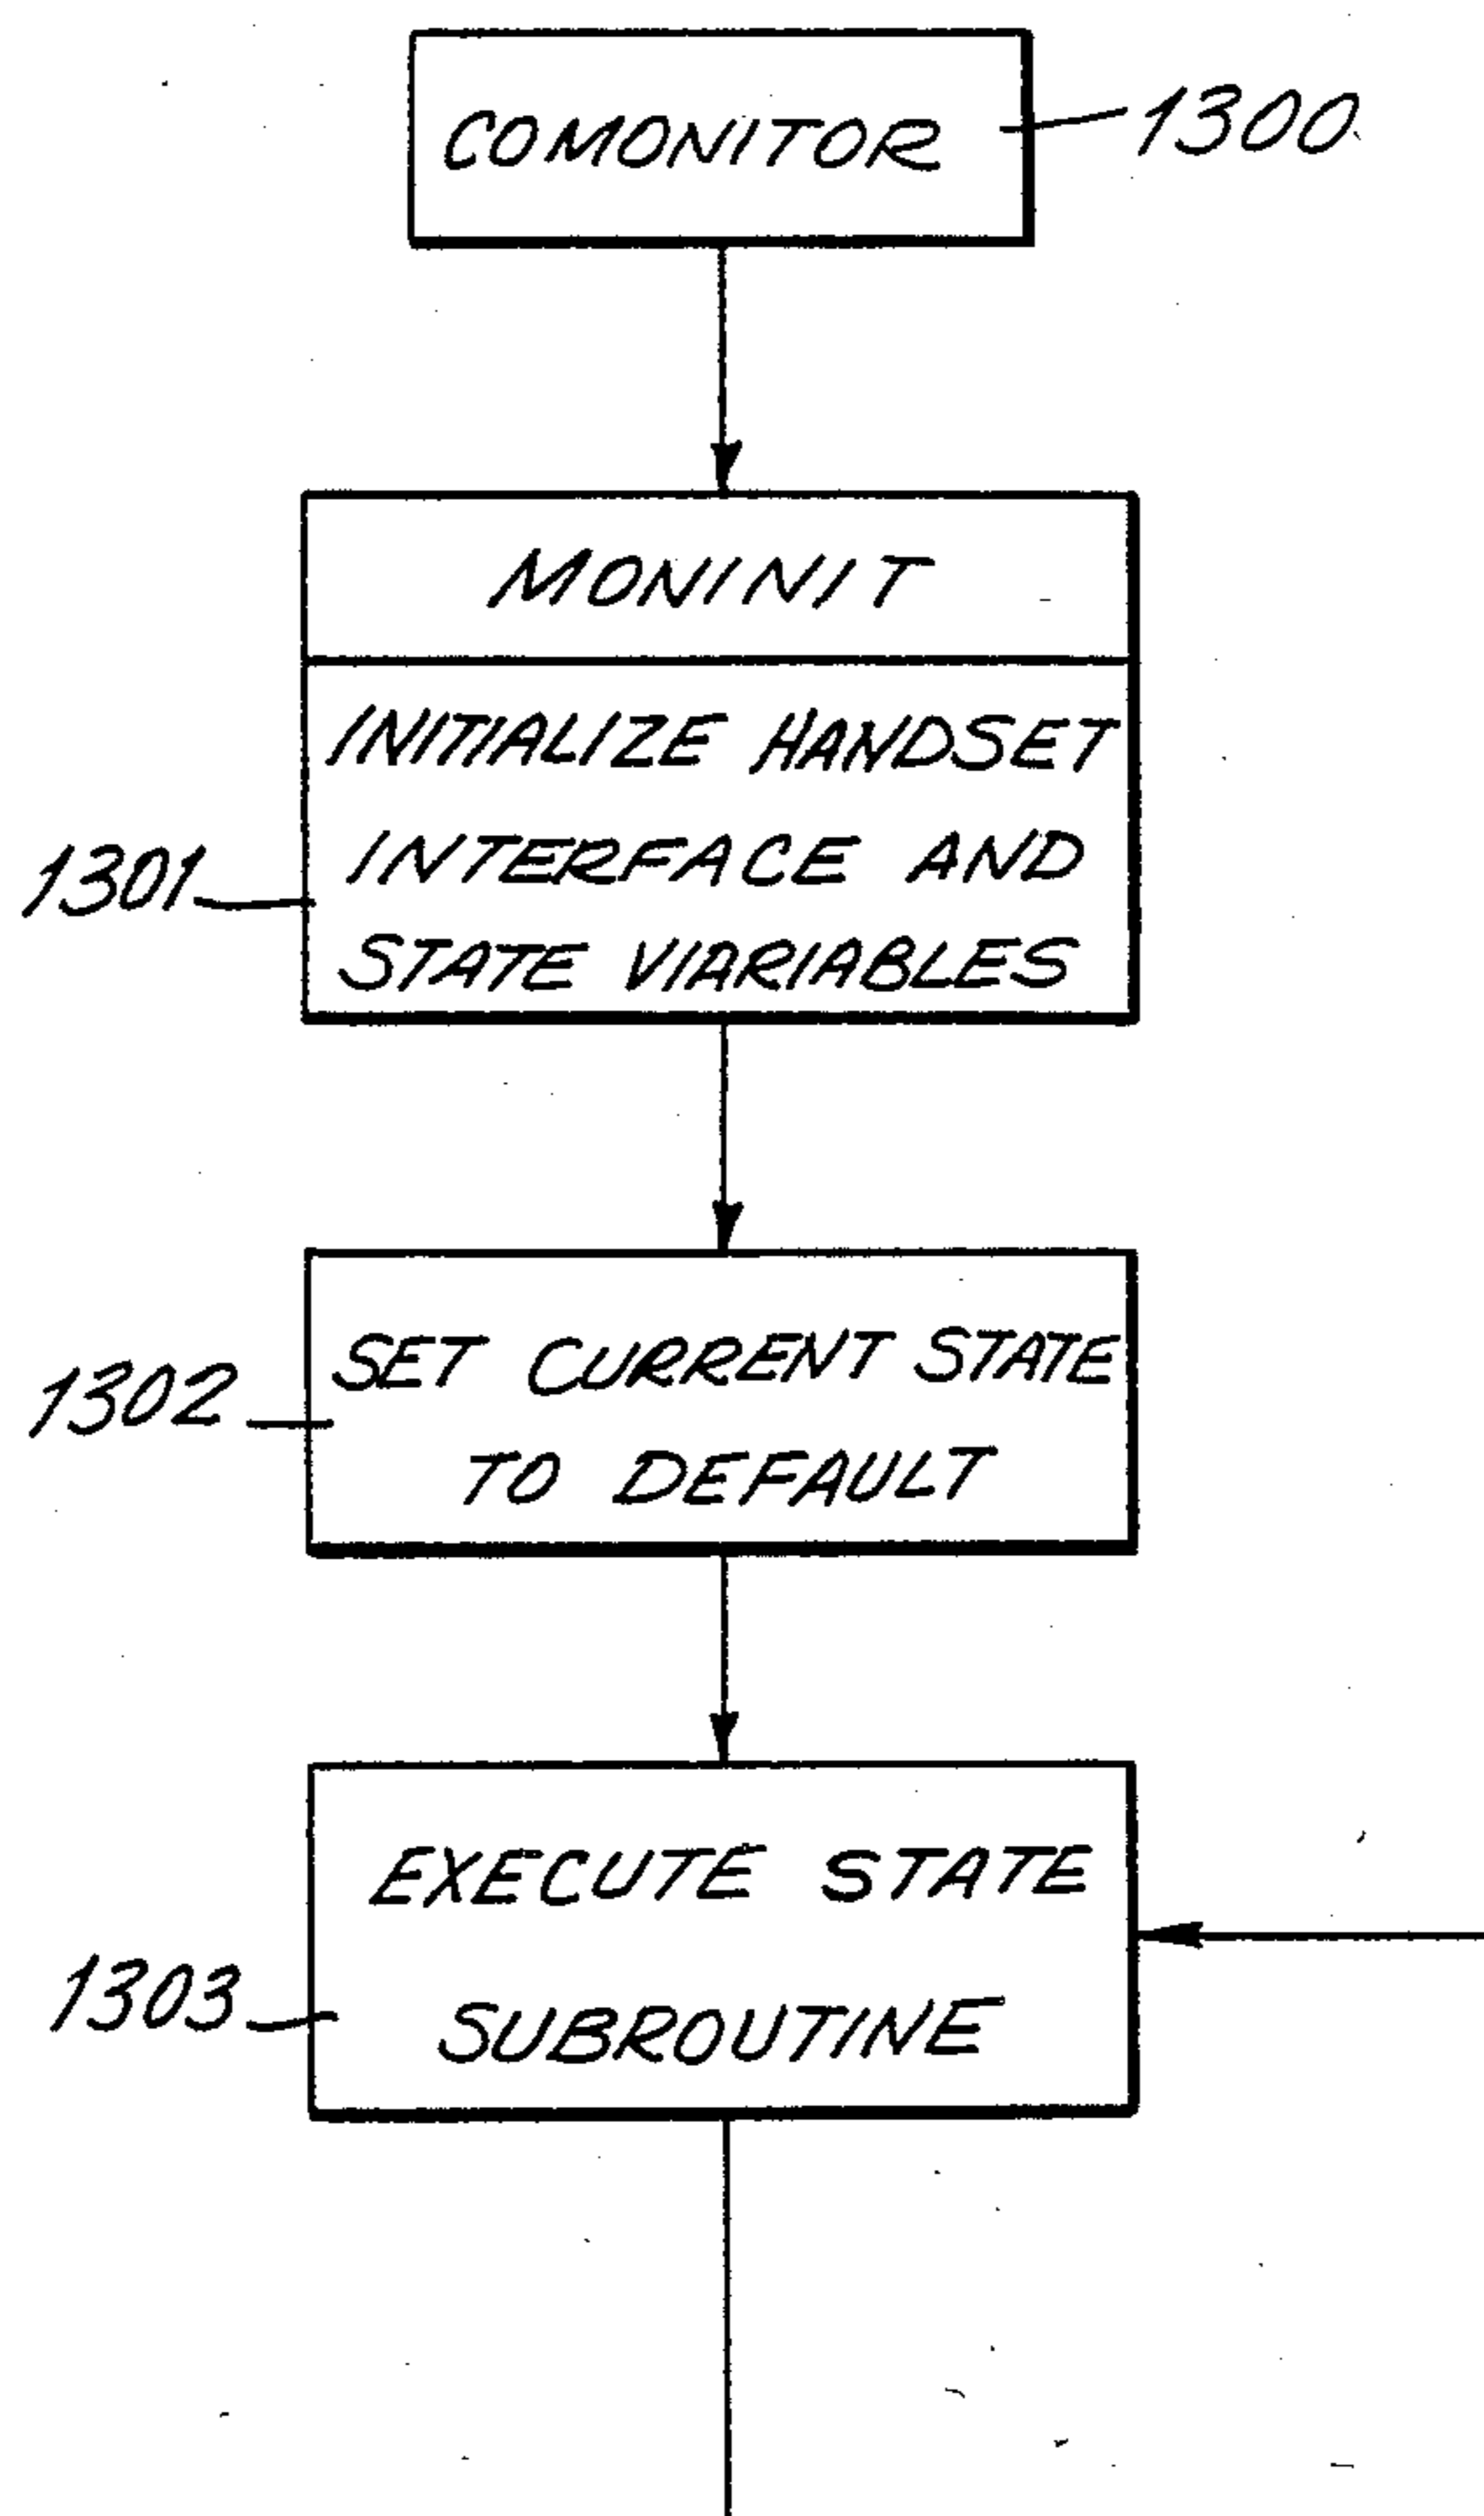 COMONITOR 1300
MONINIT
INITIALIZE HANDSET
INTERFACE AND
1301
STATE VIARIABLES
SET CURRENT STATE
1302
TO DEFAULT
EXECUTE STATE
1303
SUBROUTINE